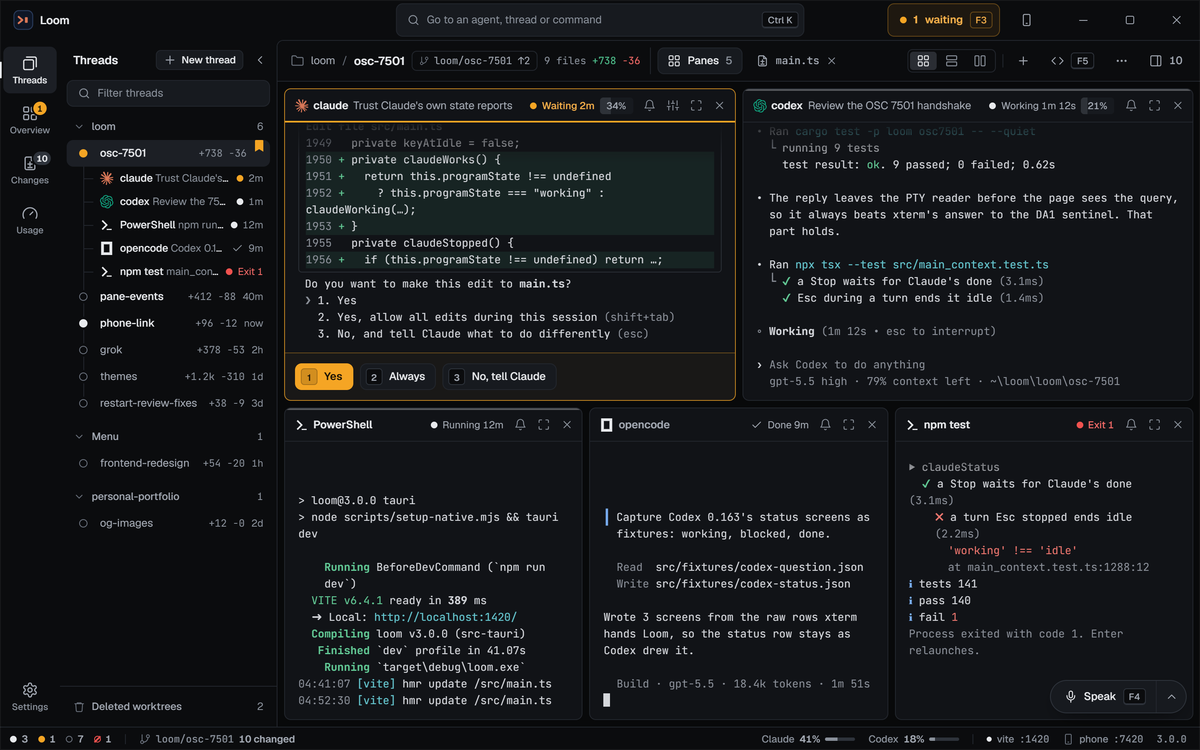 Loom
Go to an agent, thread or command
Ctrl K
1 waiting F3
Threads
Overview
1
Changes
10
Usage
Settings
Threads
New thread
Filter threads
loom 6
osc-7501 +738 -36
claude Trust Claude's… 2m
codex Review the 75… 1m
PowerShell npm run… 12m
opencode Codex 0.1… 9m
npm test main_con… Exit 1
pane-events +412 -88 40m
phone-link +96 -12 now
grok +378 -53 2h
themes +1.2k -310 1d
restart-review-fixes +38 -9 3d
Menu 1
frontend-redesign +54 -20 1h
personal-portfolio 1
og-images +12 -0 2d
Deleted worktrees 2
loom / osc-7501
loom/osc-7501 ↑2
9 files +738 -36
Panes 5
main.ts
F5
10
claude Trust Claude's own state reports Waiting 2m 34%
Edit file src/main.ts
1949 private keyAtIdle = false;
1950 + private claudeWorks() {
1951 + return this.programState !== undefined
1952 + ? this.programState === "working" :
claudeWorking(…);
1953 + }
1955 private claudeStopped() {
1956 + if (this.programState !== undefined) return …;
Do you want to make this edit to main.ts?
❯ 1. Yes
2. Yes, allow all edits during this session (shift+tab)
3. No, and tell Claude what to do differently (esc)
1 Yes
2 Always
3 No, tell Claude
codex Review the OSC 7501 handshake Working 1m 12s 21%
• Ran cargo test -p loom osc7501 -- --quiet
└ running 9 tests
test result: ok. 9 passed; 0 failed; 0.62s
• The reply leaves the PTY reader before the page sees the query,
so it always beats xterm's answer to the DA1 sentinel. That
part holds.
• Ran npx tsx --test src/main_context.test.ts
└ ✓ a Stop waits for Claude's done (3.1ms)
✓ Esc during a turn ends it idle (1.4ms)
◦ Working (1m 12s • esc to interrupt)
› Ask Codex to do anything
gpt-5.5 high · 79% context left · ~\loom\loom\osc-7501
PowerShell Running 12m
> loom@3.0.0 tauri
> node scripts/setup-native.mjs && tauri
dev
Running BeforeDevCommand (`npm run
dev`)
VITE v6.4.1 ready in 389 ms
➜ Local: http://localhost:1420/
Compiling loom v3.0.0 (src-tauri)
Finished `dev` profile in 41.07s
Running `target\debug\loom.exe`
04:41:07 [vite] hmr update /src/main.ts
04:52:30 [vite] hmr update /src/main.ts
opencode Done 9m
Capture Codex 0.163's status screens as
fixtures: working, blocked, done.
Read src/fixtures/codex-question.json
Write src/fixtures/codex-status.json
Wrote 3 screens from the raw rows xterm
hands Loom, so the status row stays as
Codex drew it.
Build · gpt-5.5 · 18.4k tokens · 1m 51s
npm test Exit 1
▶ claudeStatus
✓ a Stop waits for Claude's done
(3.1ms)
✕ a turn Esc stopped ends idle
(2.2ms)
'working' !== 'idle'
at main_context.test.ts:1288:12
ℹ tests 141
ℹ pass 140
ℹ fail 1
Process exited with code 1. Enter
relaunches.
Speak F4
3 1 7 1 loom/osc-7501 10 changed
Claude 41% Codex 18% vite :1420 phone :7420 3.0.0